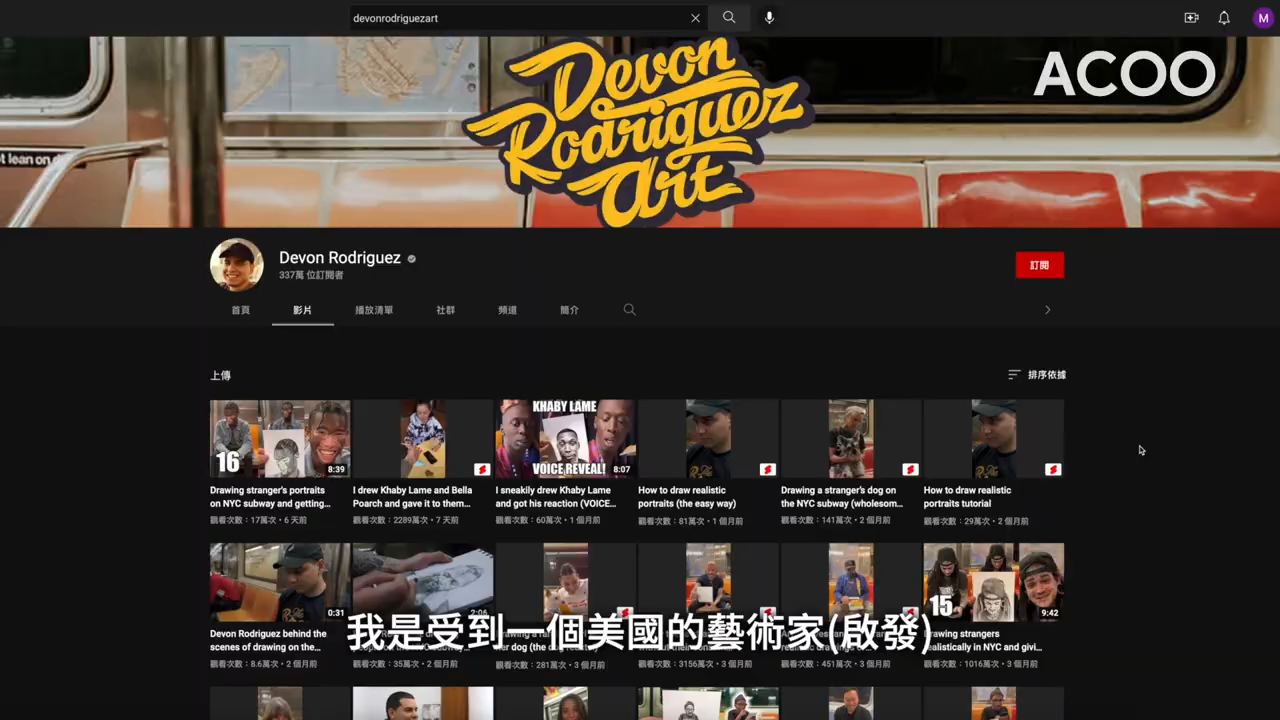 devonrodriguezart
M
ACOO
Devon
Rodriguez
Art
t lean on d
Devon Rodriguez
337萬 位訂閱者
訂閱
首頁 影片 播放清單 社群 頻道 簡介
上傳
排序依據
16
8:39
KHABY LAME
VOICE REVEAL!
8:07
Drawing stranger's portraits
on NYC subway and getting...
觀看次數：17萬次・6 天前
I drew Khaby Lame and Bella
Poarch and gave it to them...
觀看次數：2289萬次・7 天前
I sneakily drew Khaby Lame
and got his reaction (VOICE...
觀看次數：60萬次・1 個月前
How to draw realistic
portraits (the easy way)
觀看次數：81萬次・1 個月前
Drawing a stranger's dog on
the NYC subway (wholesom...
觀看次數：141萬次・2 個月前
How to draw realistic
portraits tutorial
觀看次數：29萬次・2 個月前
0:31
2:06
15
9:42
Devon Rodriguez behind the
scenes of drawing on the...
觀看次數：8.6萬次・2 個月前
觀看次數：35萬次・2 個月前
觀看次數：281萬次・3 個月前
觀看次數：3156萬次・3 個月前
觀看次數：451萬次・3 個月前
Drawing strangers
realistically in NYC and givi...
觀看次數：1016萬次・3 個月前
我是受到一個美國的藝術家(啟發)